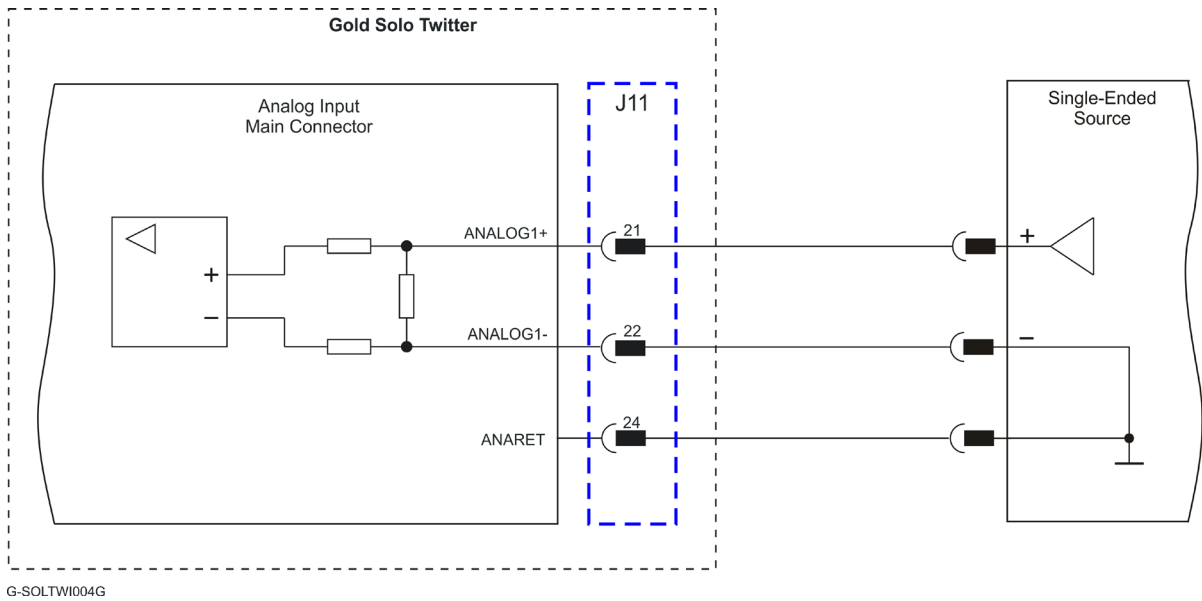 Gold Solo Twitter
Analog Input
Main Connector
J11
Single-Ended
Source
ANALOG1+
21
+
+
−
ANALOG1-
22
−
ANARET
24
G-SOLTWI004G